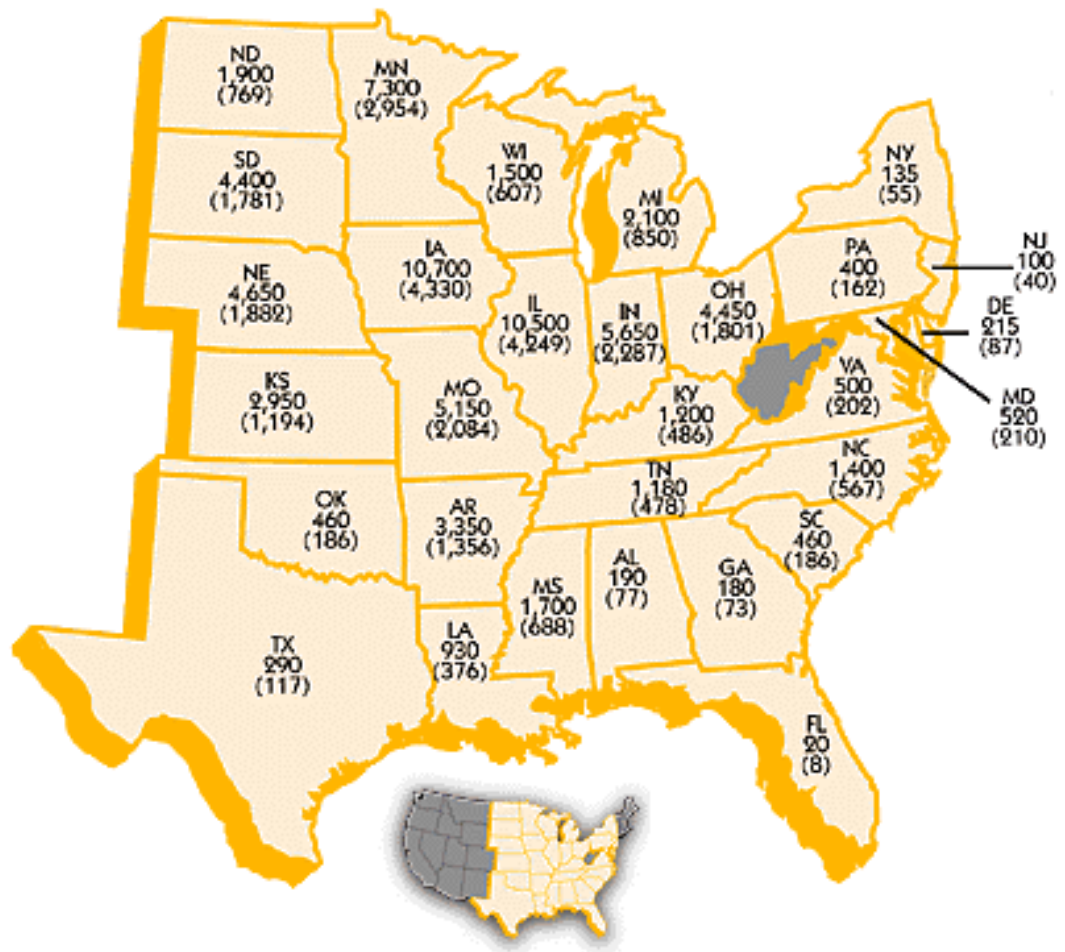 ND
1,900
(769)
MN
7,300
(2,954)
WI
1,500
(607)
MI
2,100
(850)
NY
135
(55)
SD
4,400
(1,781)
IA
10,700
(4,330)
PA
400
(162)
NJ
100
(40)
NE
4,650
(1,882)
IL
10,500
(4,249)
IN
5,650
(2,287)
OH
4,450
(1,801)
DE
215
(87)
KS
2,950
(1,194)
MO
5,150
(2,084)
KY
1,200
(486)
VA
500
(202)
MD
520
(210)
OK
460
(186)
AR
3,350
(1,356)
TN
1,180
(478)
NC
1,400
(567)
SC
460
(186)
MS
1,700
(688)
AL
190
(77)
GA
180
(73)
TX
290
(117)
LA
930
(376)
FL
20
(8)